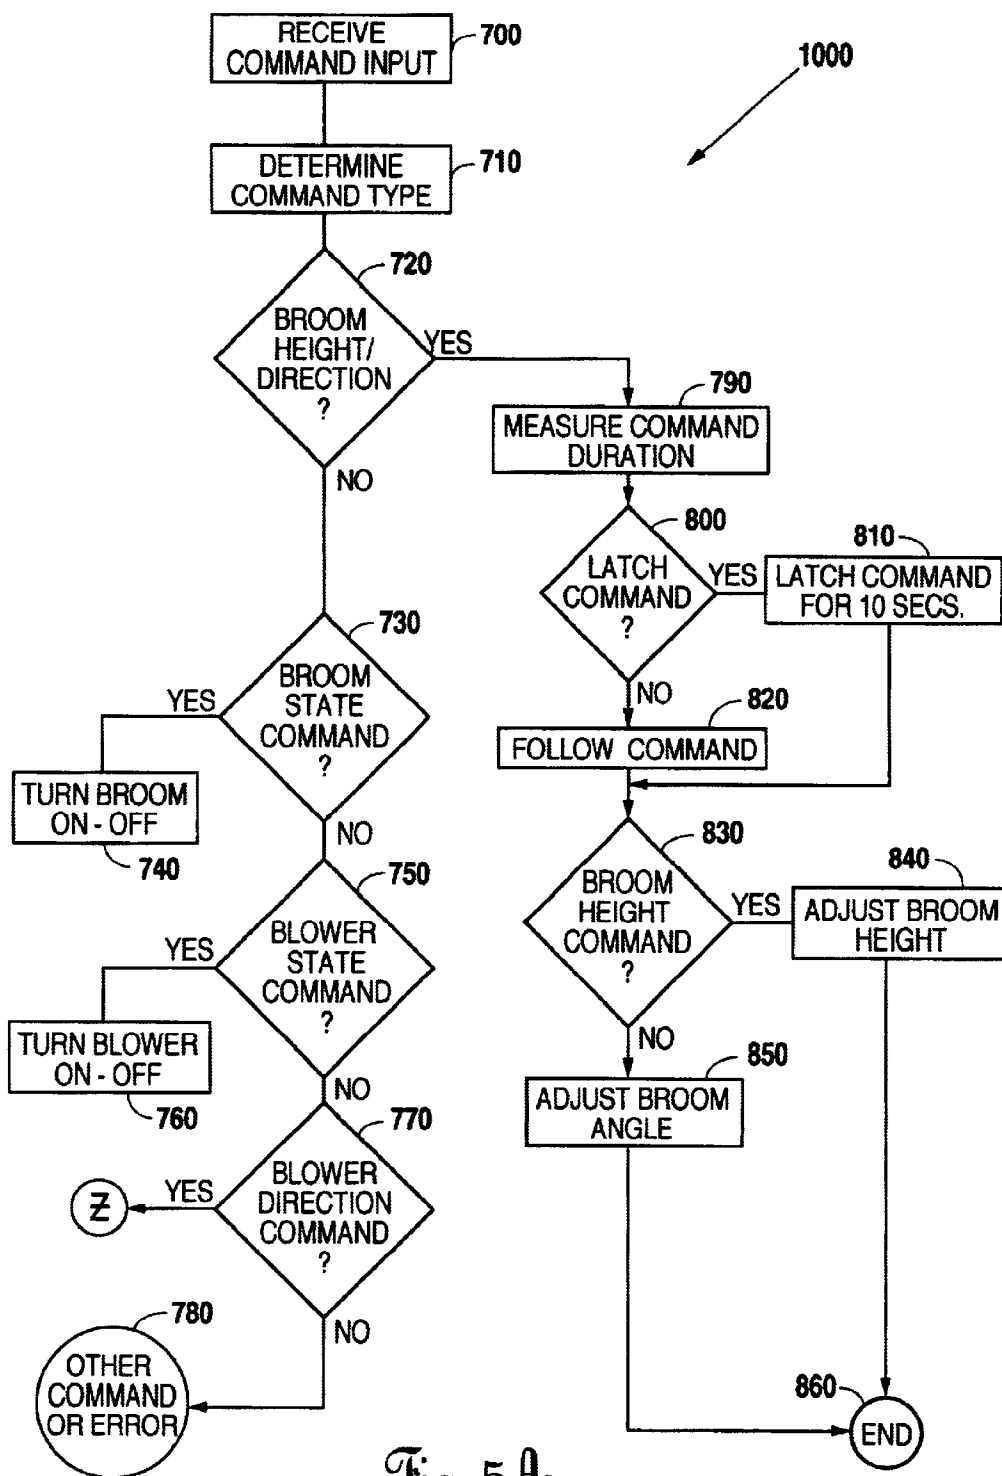 RECEIVE
COMMAND INPUT
700
1000
DETERMINE
COMMAND TYPE
710
720
BROOM
HEIGHT/
DIRECTION
?
YES
NO
790
MEASURE COMMAND
DURATION
800
LATCH
COMMAND
?
YES
NO
810
LATCH COMMAND
FOR 10 SECS.
820
FOLLOW COMMAND
730
BROOM
STATE
COMMAND
?
YES
NO
TURN BROOM
ON - OFF
740
830
BROOM
HEIGHT
COMMAND
?
YES
NO
840
ADJUST BROOM
HEIGHT
750
BLOWER
STATE
COMMAND
?
YES
NO
TURN BLOWER
ON - OFF
760
850
ADJUST BROOM
ANGLE
770
BLOWER
DIRECTION
COMMAND
?
YES
NO
Z
780
OTHER
COMMAND
OR ERROR
860
END
Fig. 5A